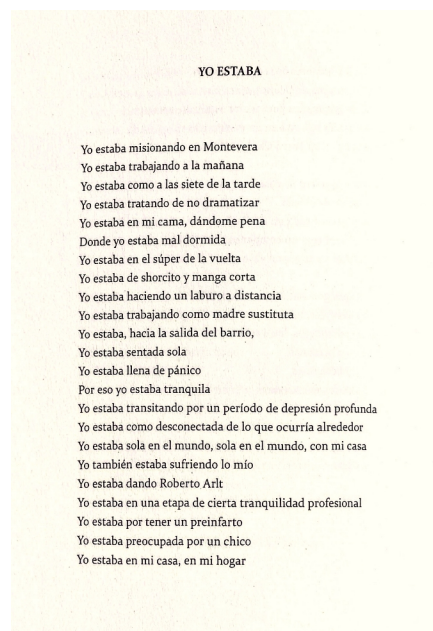 YO ESTABA
Yo estaba misionando en Montevera
Yo estaba trabajando a la mañana
Yo estaba como a las siete de la tarde
Yo estaba tratando de no dramatizar
Yo estaba en mi cama, dándome pena
Donde yo estaba mal dormida
Yo estaba en el súper de la vuelta
Yo estaba de shorcito y manga corta
Yo estaba haciendo un laburo a distancia
Yo estaba trabajando como madre sustituta
Yo estaba, hacia la salida del barrio,
Yo estaba sentada sola
Yo estaba llena de pánico
Por eso yo estaba tranquila
Yo estaba transitando por un período de depresión profunda
Yo estaba como desconectada de lo que ocurría alrededor
Yo estaba sola en el mundo, sola en el mundo, con mi casa
Yo también estaba sufriendo lo mío
Yo estaba dando Roberto Arlt
Yo estaba en una etapa de cierta tranquilidad profesional
Yo estaba por tener un preinfarto
Yo estaba preocupada por un chico
Yo estaba en mi casa, en mi hogar